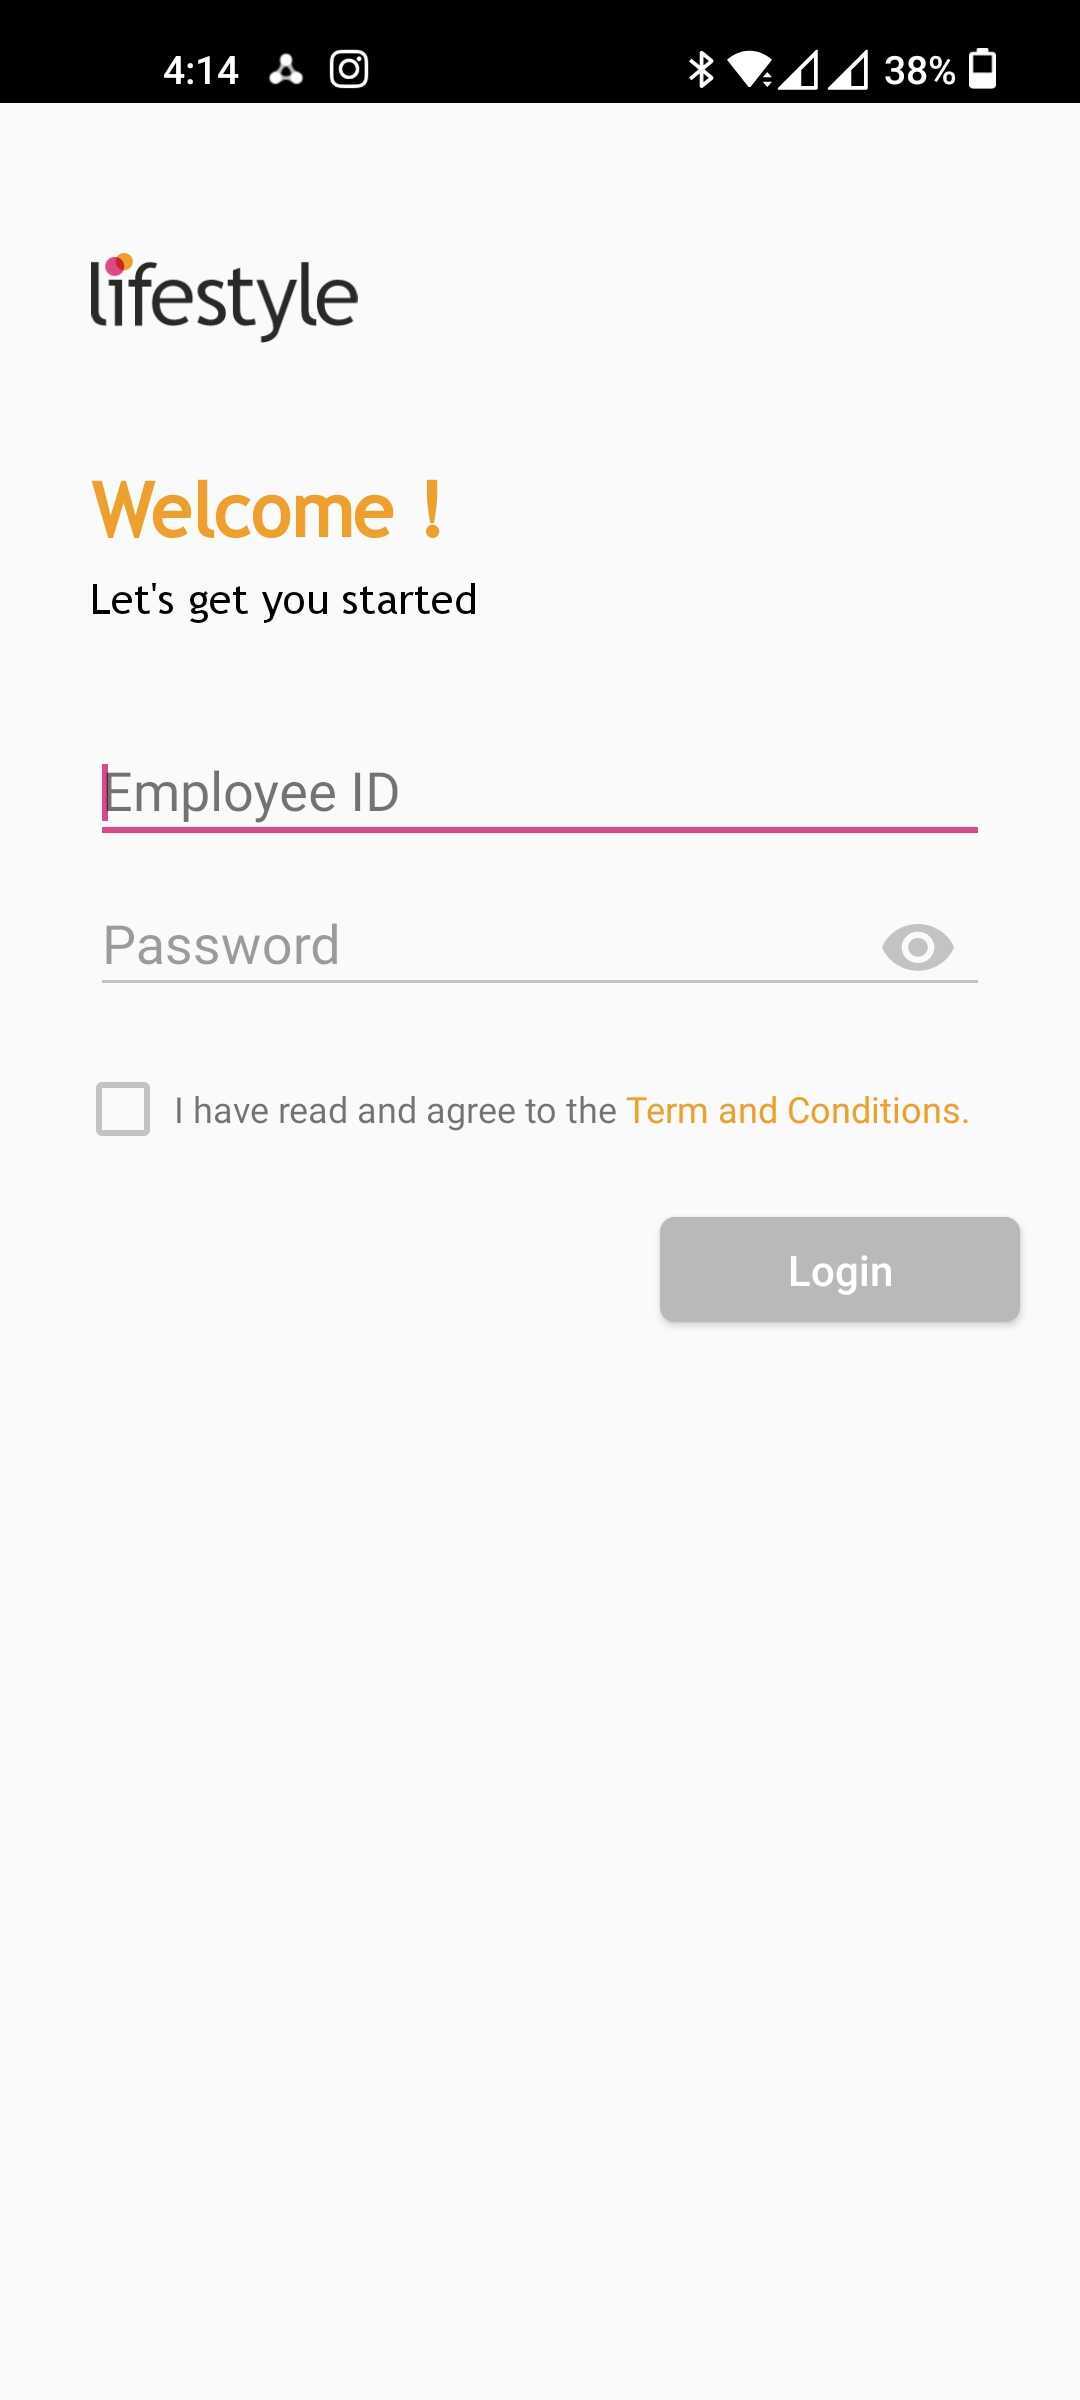 4:14 38%
lifestyle
Welcome !
Let's get you started
Employee ID
Password
I have read and agree to the Term and Conditions.
Login